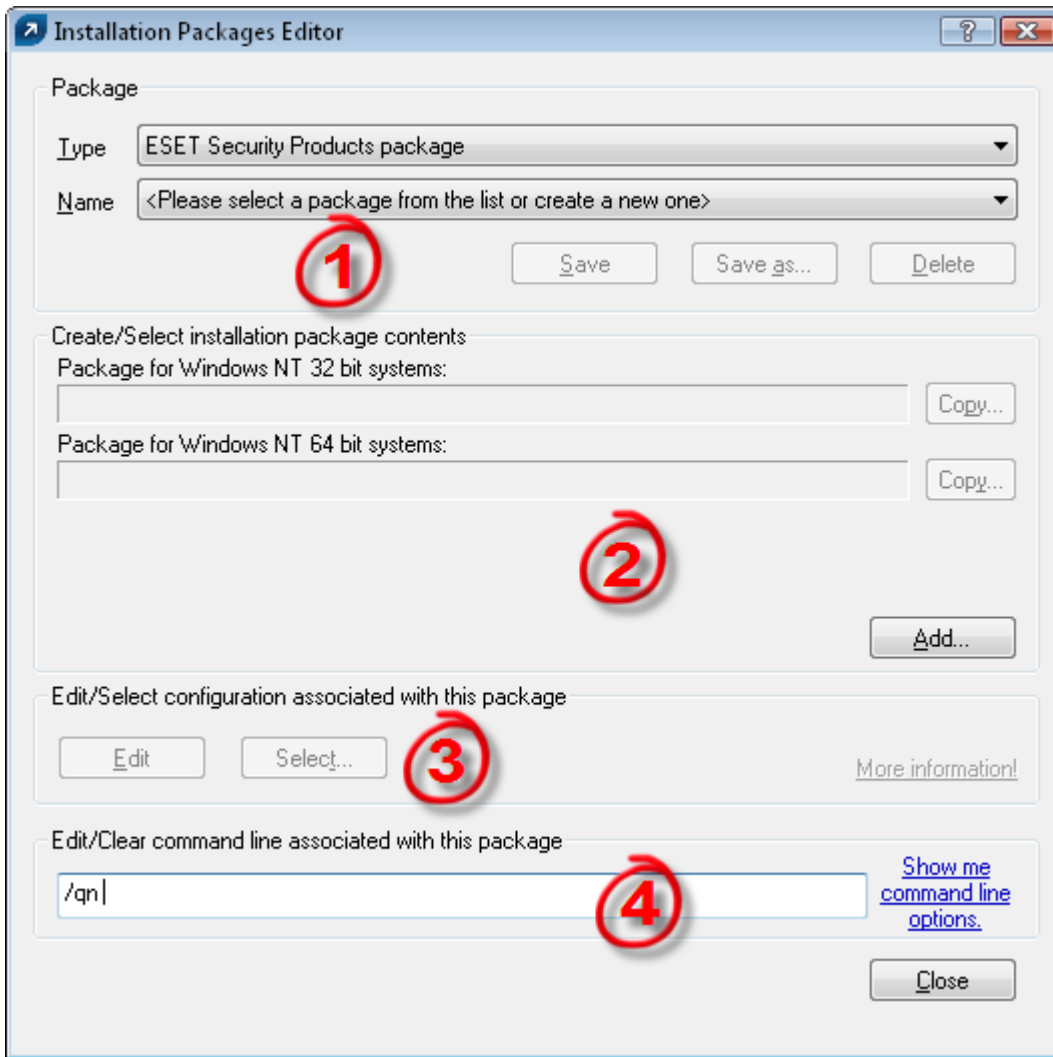 Installation Packages Editor
?
Package
Type ESET Security Products package
Name <Please select a package from the list or create a new one>
1
Save Save as... Delete
Create/Select installation package contents
Package for Windows NT 32 bit systems:
Copy...
Package for Windows NT 64 bit systems:
Copy...
2
Add...
Edit/Select configuration associated with this package
Edit Select... 3 More information!
Edit/Clear command line associated with this package
/qn 4
Show me
command line
options.
Close